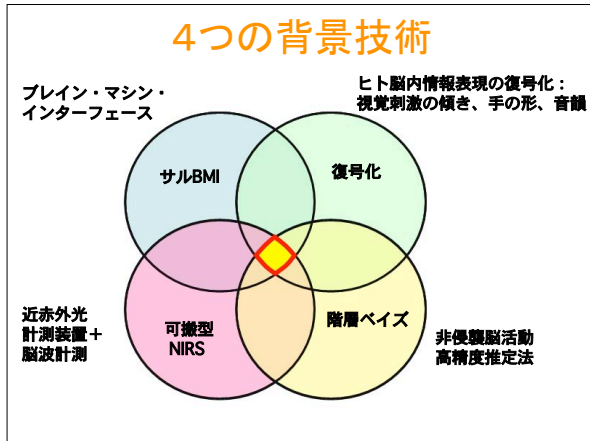 4つの背景技術
ブレイン・マシン・
インターフェース
ヒト脳内情報表現の復号化：
視覚刺激の傾き、手の形、音韻
サルBMI
復号化
近赤外光
計測装置＋
脳波計測
可搬型
NIRS
階層ベイズ
非侵襲脳活動
高精度推定法